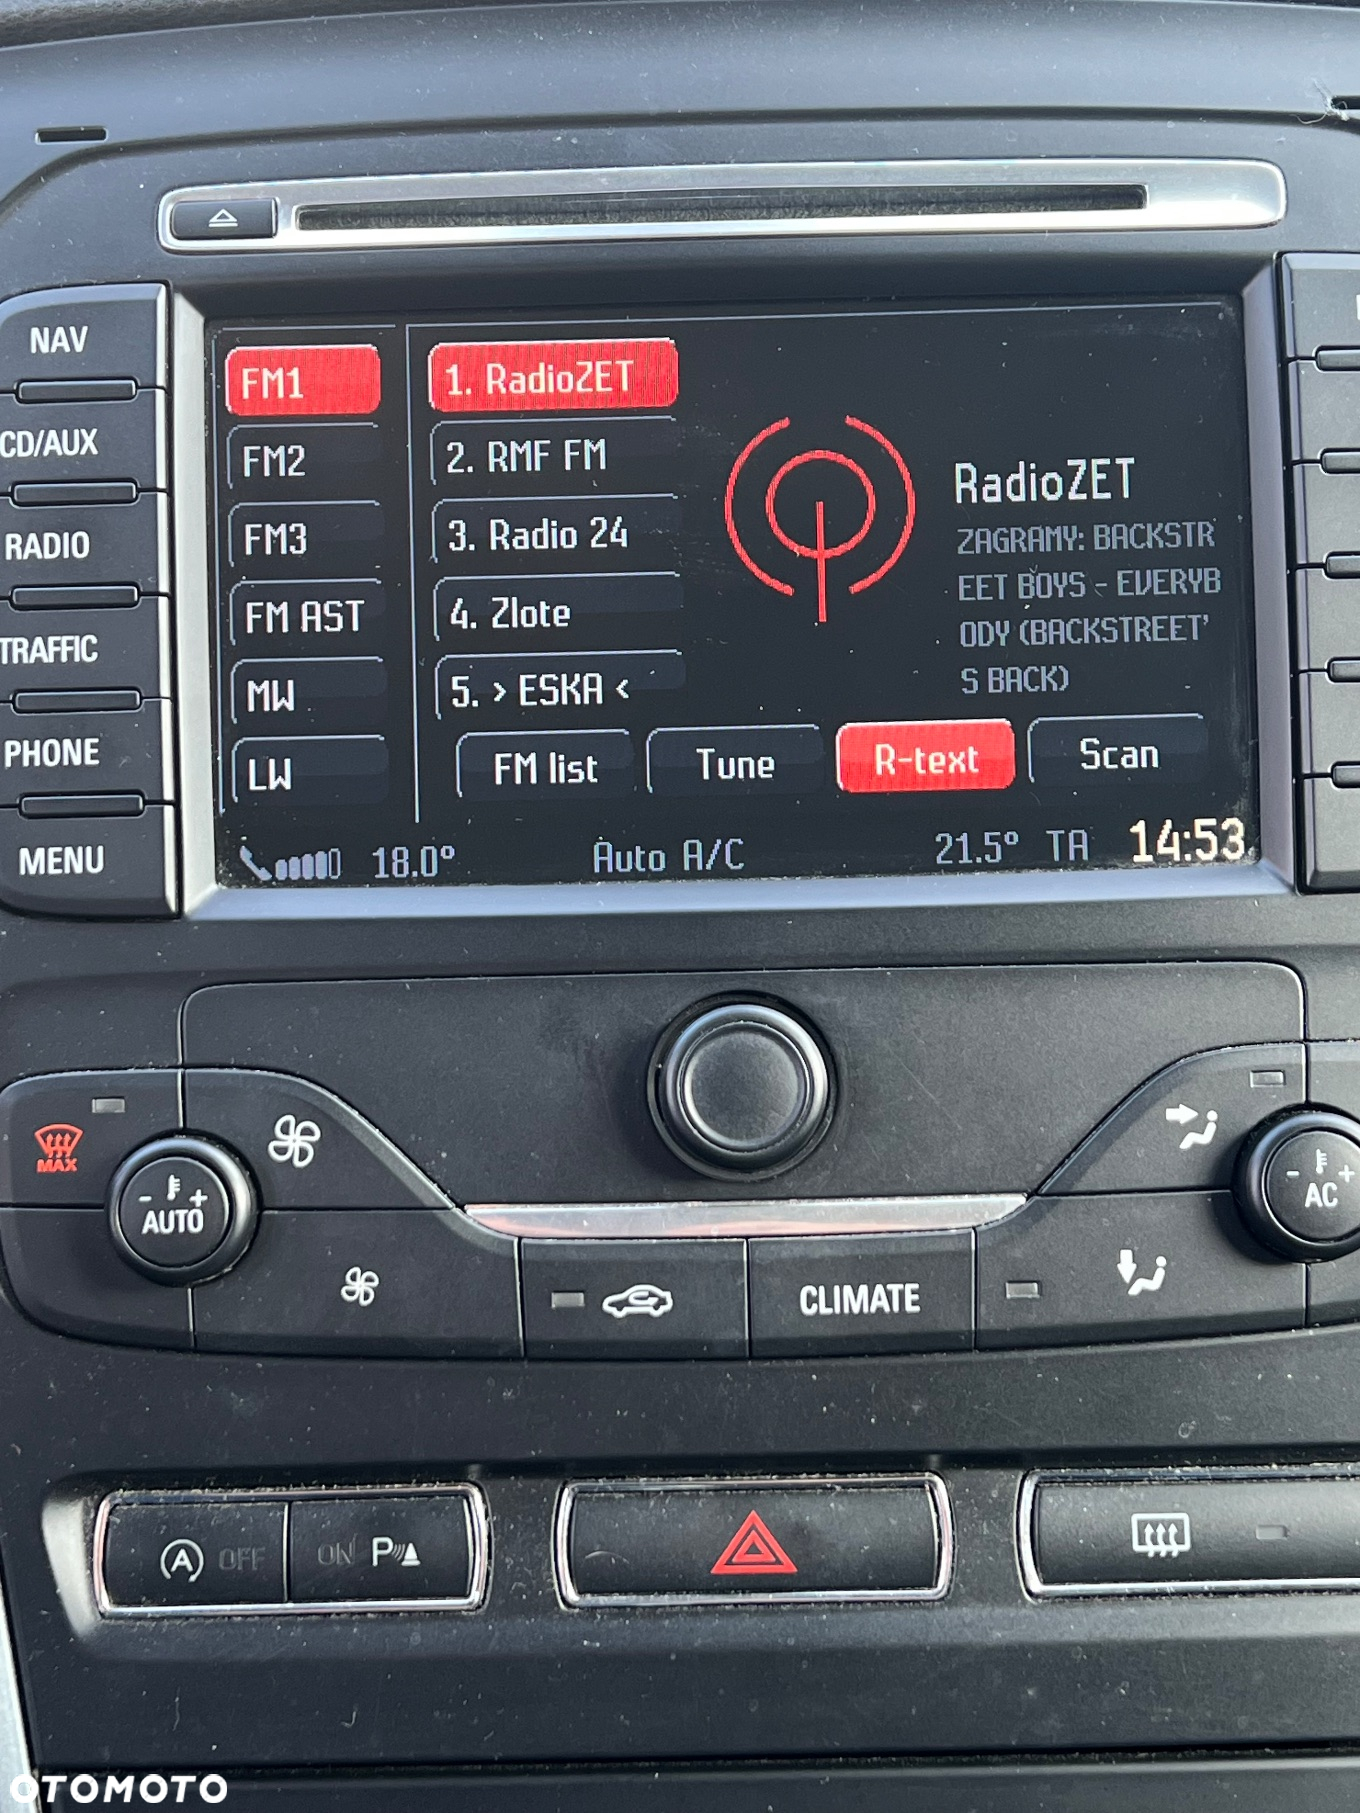 NAV
CD/AUX
RADIO
TRAFFIC
PHONE
MENU
FM1
FM2
FM3
FM AST
MW
LW
1. RadioZET
2. RMF FM
3. Radio 24
4. Zlote
5. > ESKA <
RadioZET
ZAGRAMY: BACKSTR
EET BOYS - EVERYB
ODY (BACKSTREET'
S BACK)
FM list
Tune
R-text
Scan
18.0°
Auto A/C
21.5°
TA
14:53
MAX
- +
AUTO
- +
AC
CLIMATE
A OFF
ON P
OTOMOTO